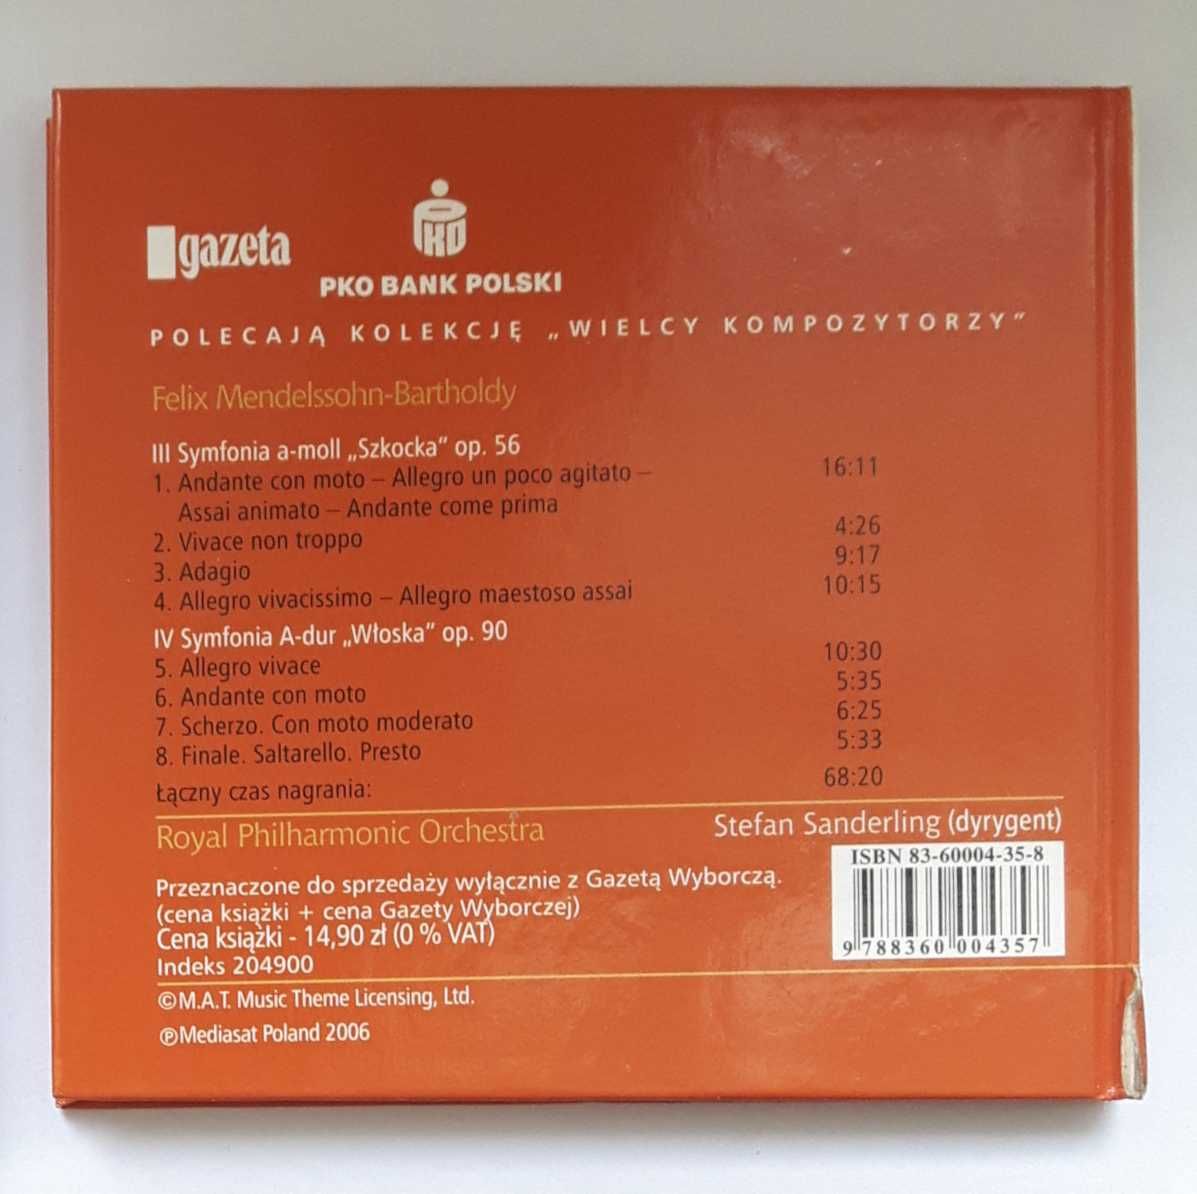 gazeta
PKO
PKO BANK POLSKI
POLECAJĄ KOLEKCJĘ „WIELCY KOMPOZYTORZY”
Felix Mendelssohn-Bartholdy
III Symfonia a-moll „Szkocka” op. 56
1. Andante con moto – Allegro un poco agitato – 16:11
Assai animato – Andante come prima
2. Vivace non troppo 4:26
3. Adagio 9:17
4. Allegro vivacissimo – Allegro maestoso assai 10:15
IV Symfonia A-dur „Włoska” op. 90
5. Allegro vivace 10:30
6. Andante con moto 5:35
7. Scherzo. Con moto moderato 6:25
8. Finale. Saltarello. Presto 5:33
Łączny czas nagrania: 68:20
Royal Philharmonic Orchestra Stefan Sanderling (dyrygent)
ISBN 83-60004-35-8
9 788360 004357
Przeznaczone do sprzedaży wyłącznie z Gazetą Wyborczą.
(cena książki + cena Gazety Wyborczej)
Cena książki - 14,90 zł (0 % VAT)
Indeks 204900
©M.A.T. Music Theme Licensing, Ltd.
℗Mediasat Poland 2006